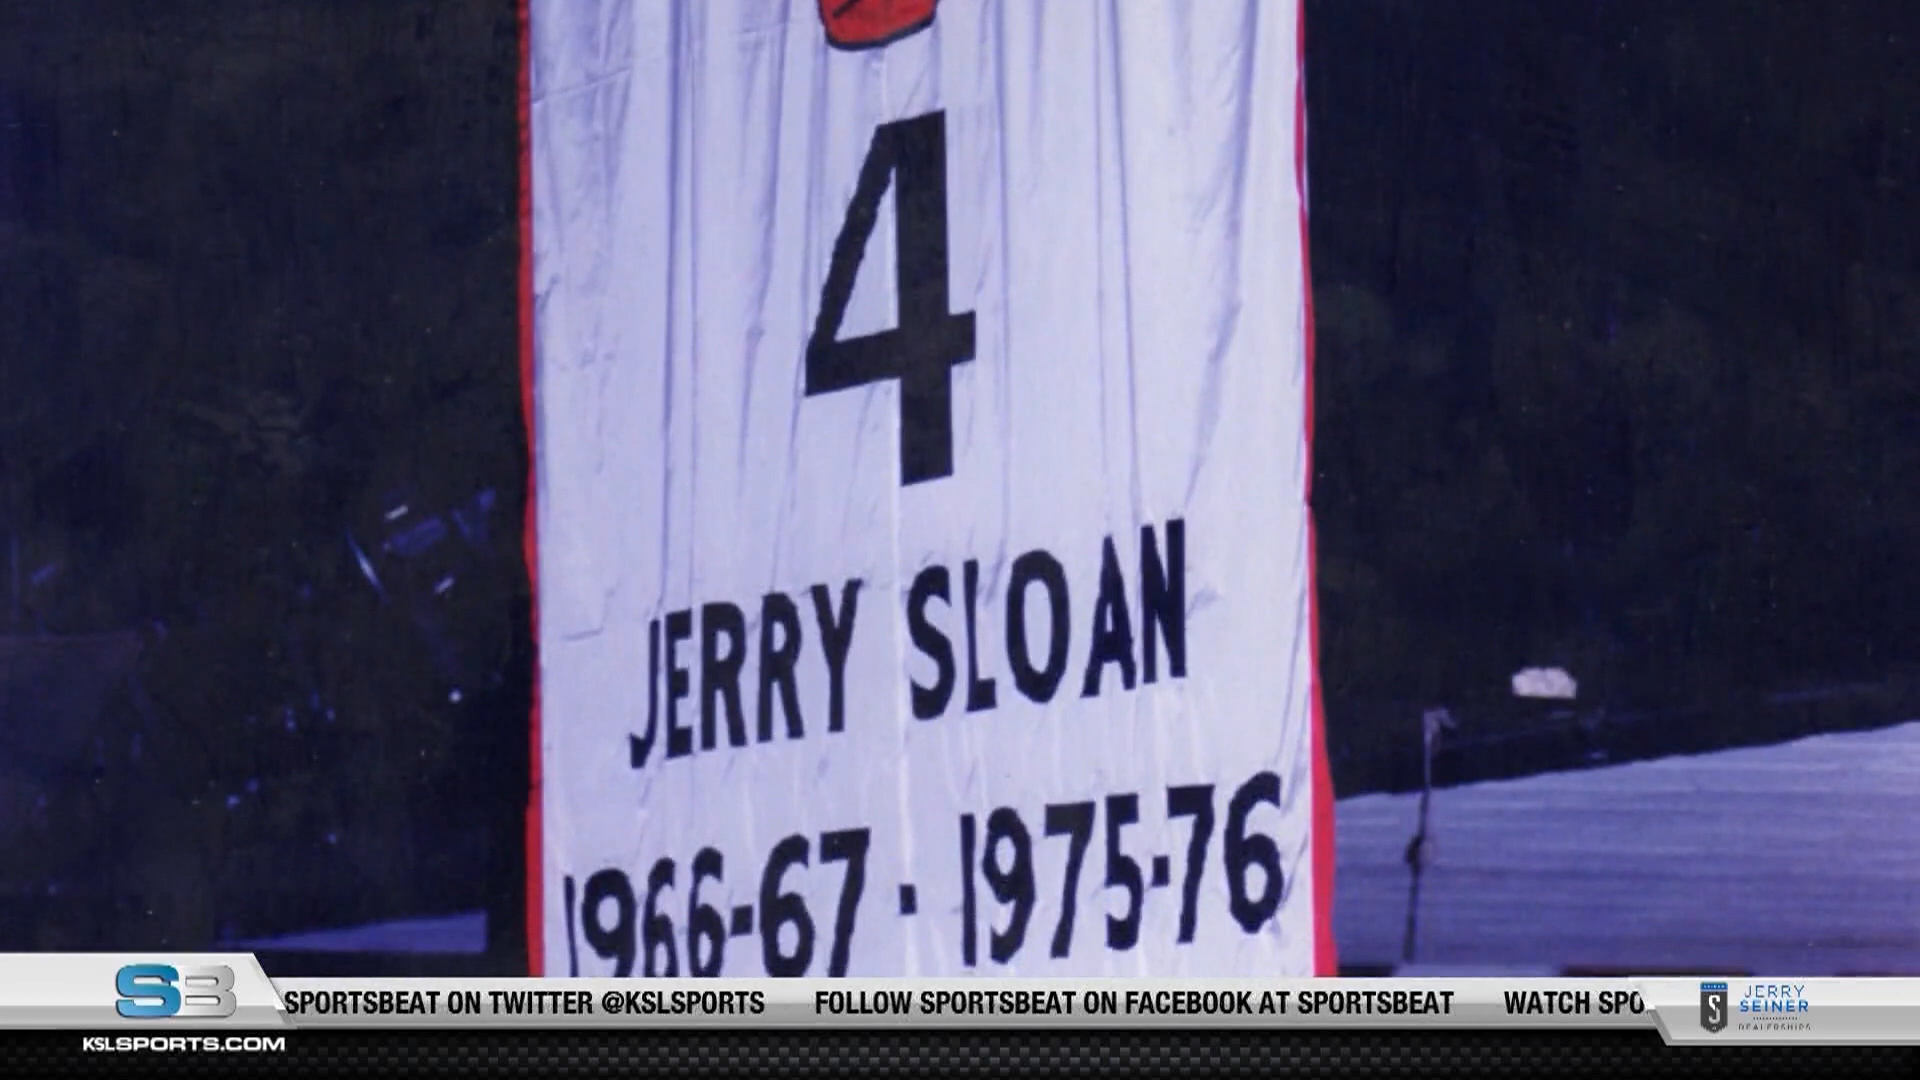 4
JERRY SLOAN
1966-67 · 1975-76
SB
SPORTSBEAT ON TWITTER @KSLSPORTS FOLLOW SPORTSBEAT ON FACEBOOK AT SPORTSBEAT WATCH SPO
S
JERRY
SEINER
DEALERSHIPS
KSLSPORTS.COM